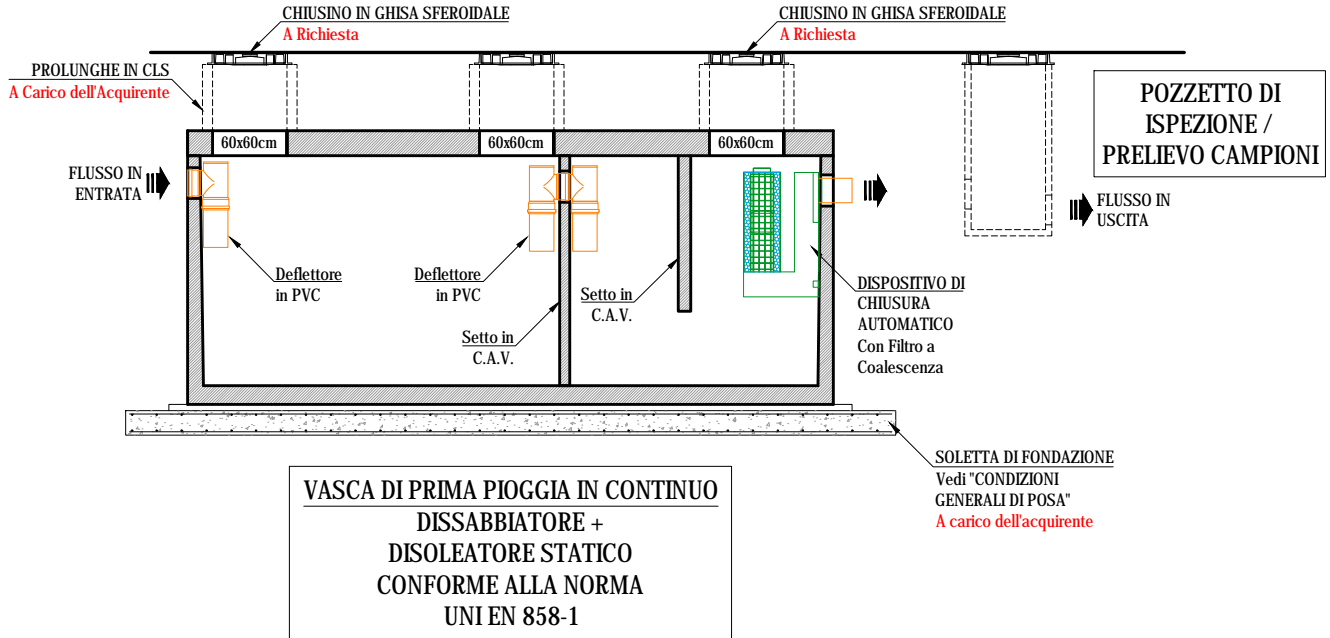 CHIUSINO IN GHISA SFEROIDALE
A Richiesta
CHIUSINO IN GHISA SFEROIDALE
A Richiesta
PROLUNGHE IN CLS
A Carico dell'Acquirente
POZZETTO DI
ISPEZIONE /
PRELIEVO CAMPIONI
60x60cm
60x60cm
60x60cm
FLUSSO IN
ENTRATA
FLUSSO IN
USCITA
Deflettore
in PVC
Deflettore
in PVC
Setto in
C.A.V.
Setto in
C.A.V.
DISPOSITIVO DI
CHIUSURA
AUTOMATICO
Con Filtro a
Coalescenza
SOLETTA DI FONDAZIONE
Vedi "CONDIZIONI
GENERALI DI POSA"
A carico dell'acquirente
VASCA DI PRIMA PIOGGIA IN CONTINUO
DISSABBIATORE +
DISOLEATORE STATICO
CONFORME ALLA NORMA
UNI EN 858-1